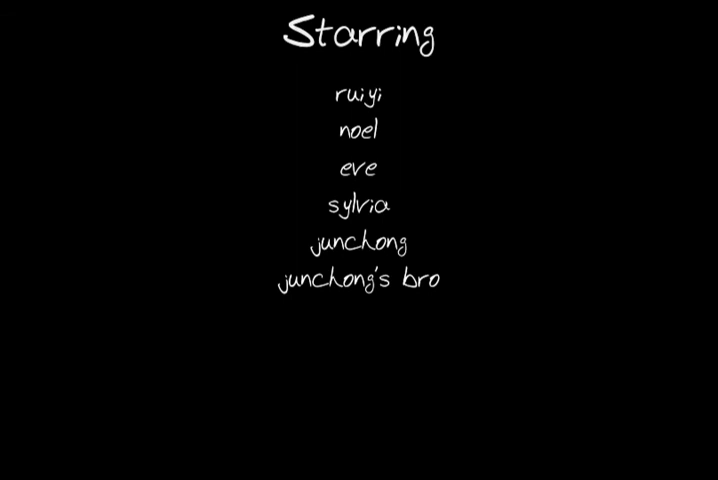 Starring
ruiyi
noel
eve
sylvia
junchong
junchong's bro